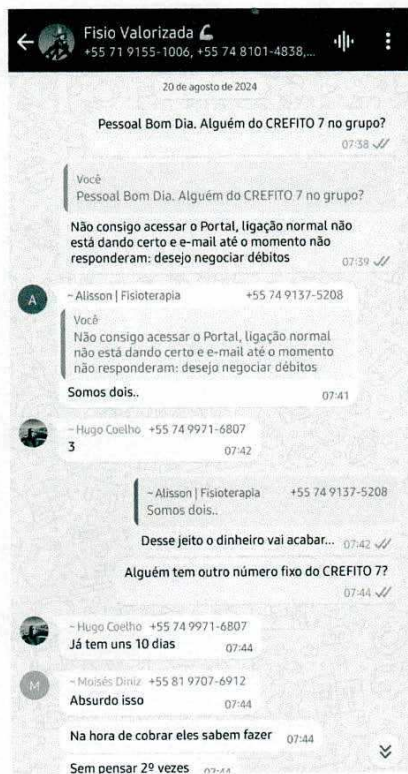 Fisio Valorizada
+55 71 9155-1006, +55 74 8101-4838,...
20 de agosto de 2024
Pessoal Bom Dia. Alguém do CREFITO 7 no grupo?
07:38
Você
Pessoal Bom Dia. Alguém do CREFITO 7 no grupo?
Não consigo acessar o Portal, ligação normal não
está dando certo e e-mail até o momento não
responderam: desejo negociar débitos
07:39
A
~ Alisson | Fisioterapia +55 74 9137-5208
Você
Não consigo acessar o Portal, ligação normal
não está dando certo e e-mail até o momento
não responderam: desejo negociar débitos
Somos dois..
07:41
~ Hugo Coelho +55 74 9971-6807
3
07:42
~ Alisson | Fisioterapia +55 74 9137-5208
Somos dois..
Desse jeito o dinheiro vai acabar... 07:42
Alguém tem outro número fixo do CREFITO 7?
07:44
~ Hugo Coelho +55 74 9971-6807
Já tem uns 10 dias 07:44
M
~ Moisés Diniz +55 81 9707-6912
Absurdo isso 07:44
Na hora de cobrar eles sabem fazer 07:44
Sem pensar 2º vezes 07:44